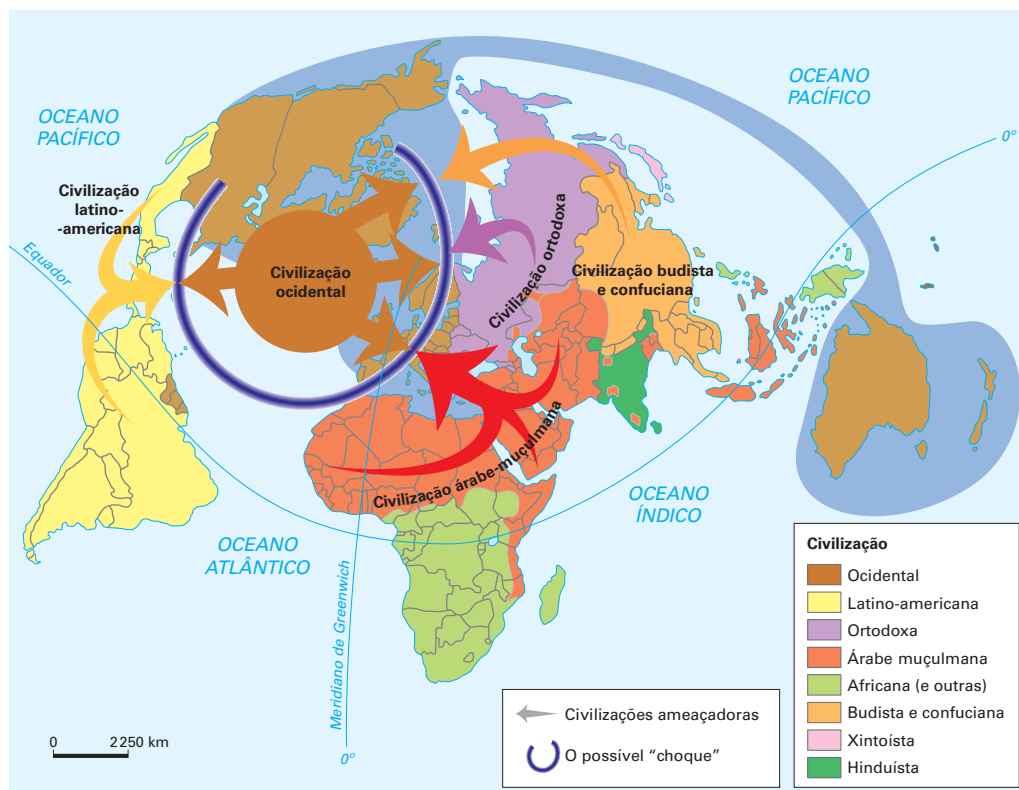 OCEANO
PACÍFICO
OCEANO
PACÍFICO
0°
Civilização
latino-
-americana
Equador
Civilização
ocidental
Civilização ortodoxa
Civilização budista
e confuciana
Civilização árabe-muçulmana
OCEANO
ÍNDICO
OCEANO
ATLÂNTICO
Meridiano de Greenwich
0°
0 2 250 km
Civilizações ameaçadoras
O possível “choque”
Civilização
Ocidental
Latino-americana
Ortodoxa
Árabe muçulmana
Africana (e outras)
Budista e confuciana
Xintoísta
Hinduísta